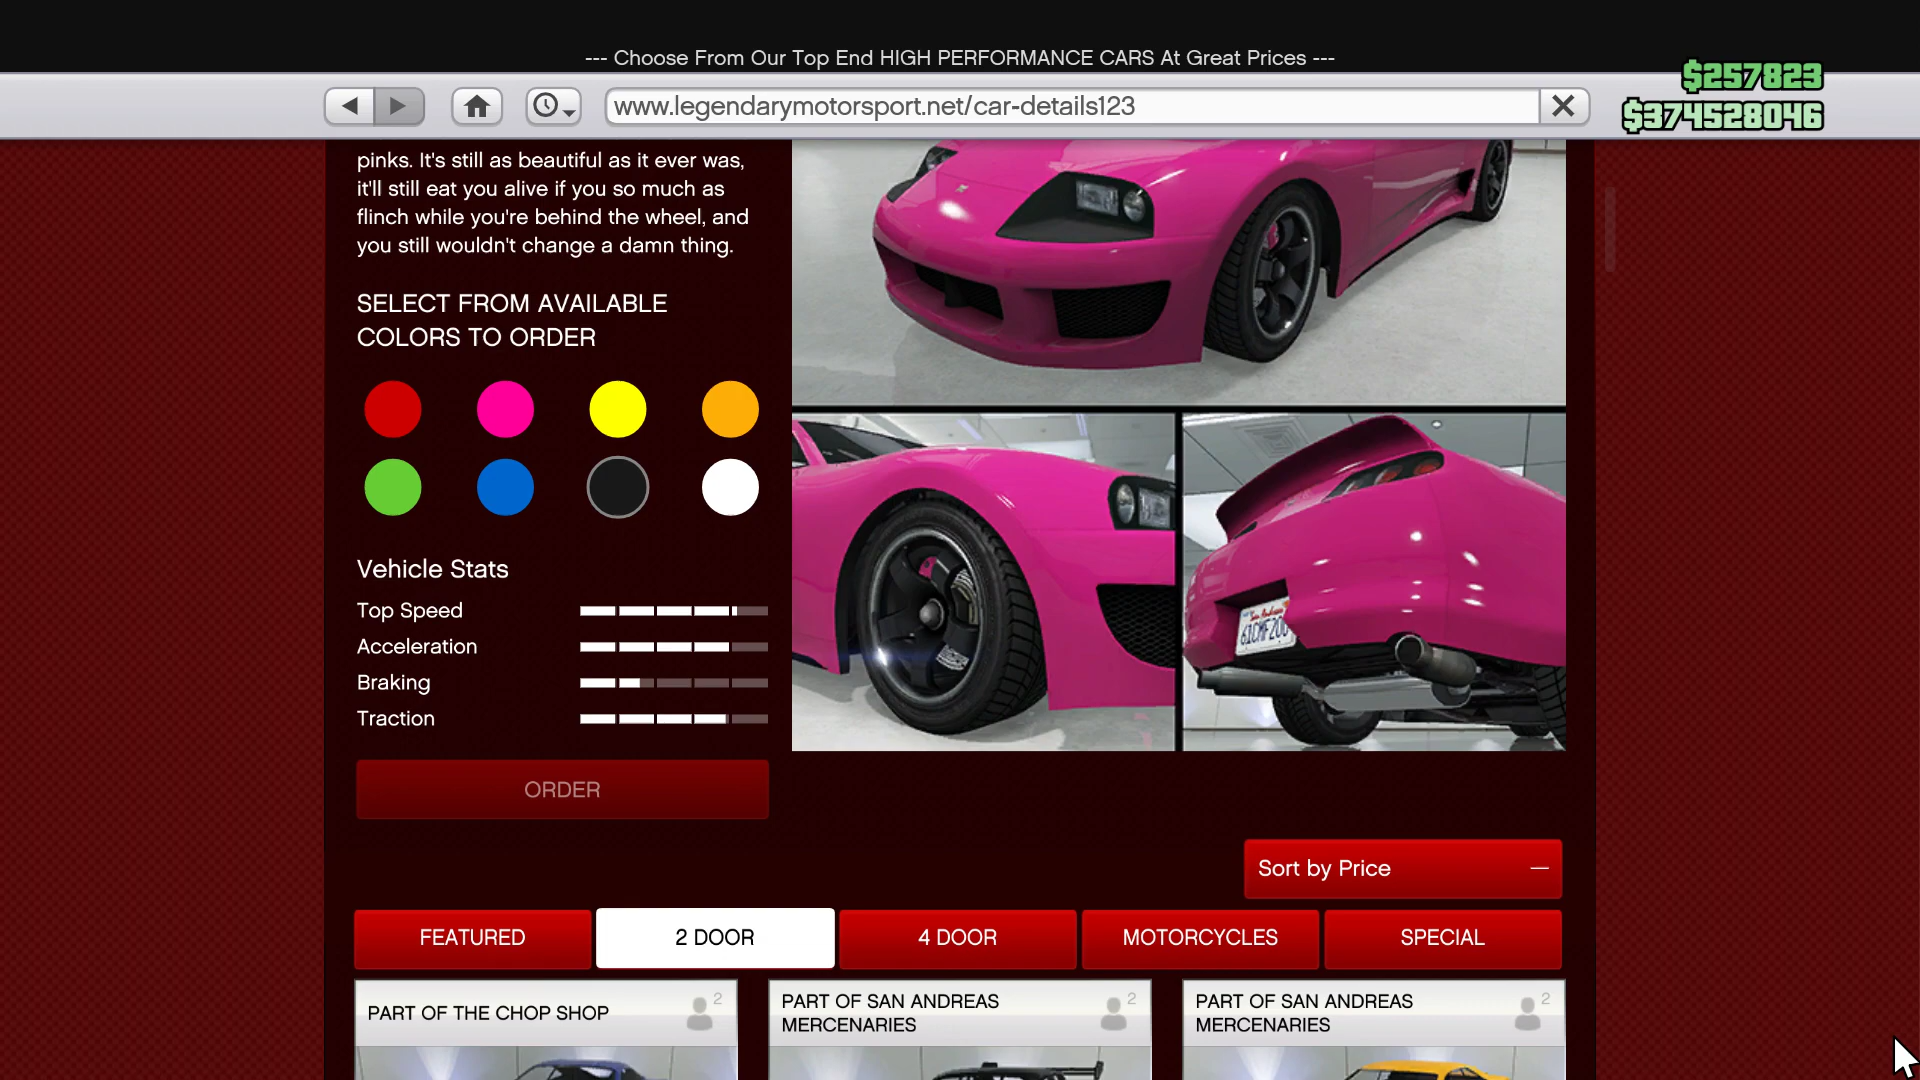 --- Choose From Our Top End HIGH PERFORMANCE CARS At Great Prices ---
www.legendarymotorsport.net/car-details123
$257823
$374528046
pinks. It's still as beautiful as it ever was,
it'll still eat you alive if you so much as
flinch while you're behind the wheel, and
you still wouldn't change a damn thing.
SELECT FROM AVAILABLE
COLORS TO ORDER
Vehicle Stats
Top Speed
Acceleration
Braking
Traction
ORDER
Sort by Price
FEATURED
2 DOOR
4 DOOR
MOTORCYCLES
SPECIAL
PART OF THE CHOP SHOP
2
PART OF SAN ANDREAS
MERCENARIES
2
PART OF SAN ANDREAS
MERCENARIES
2